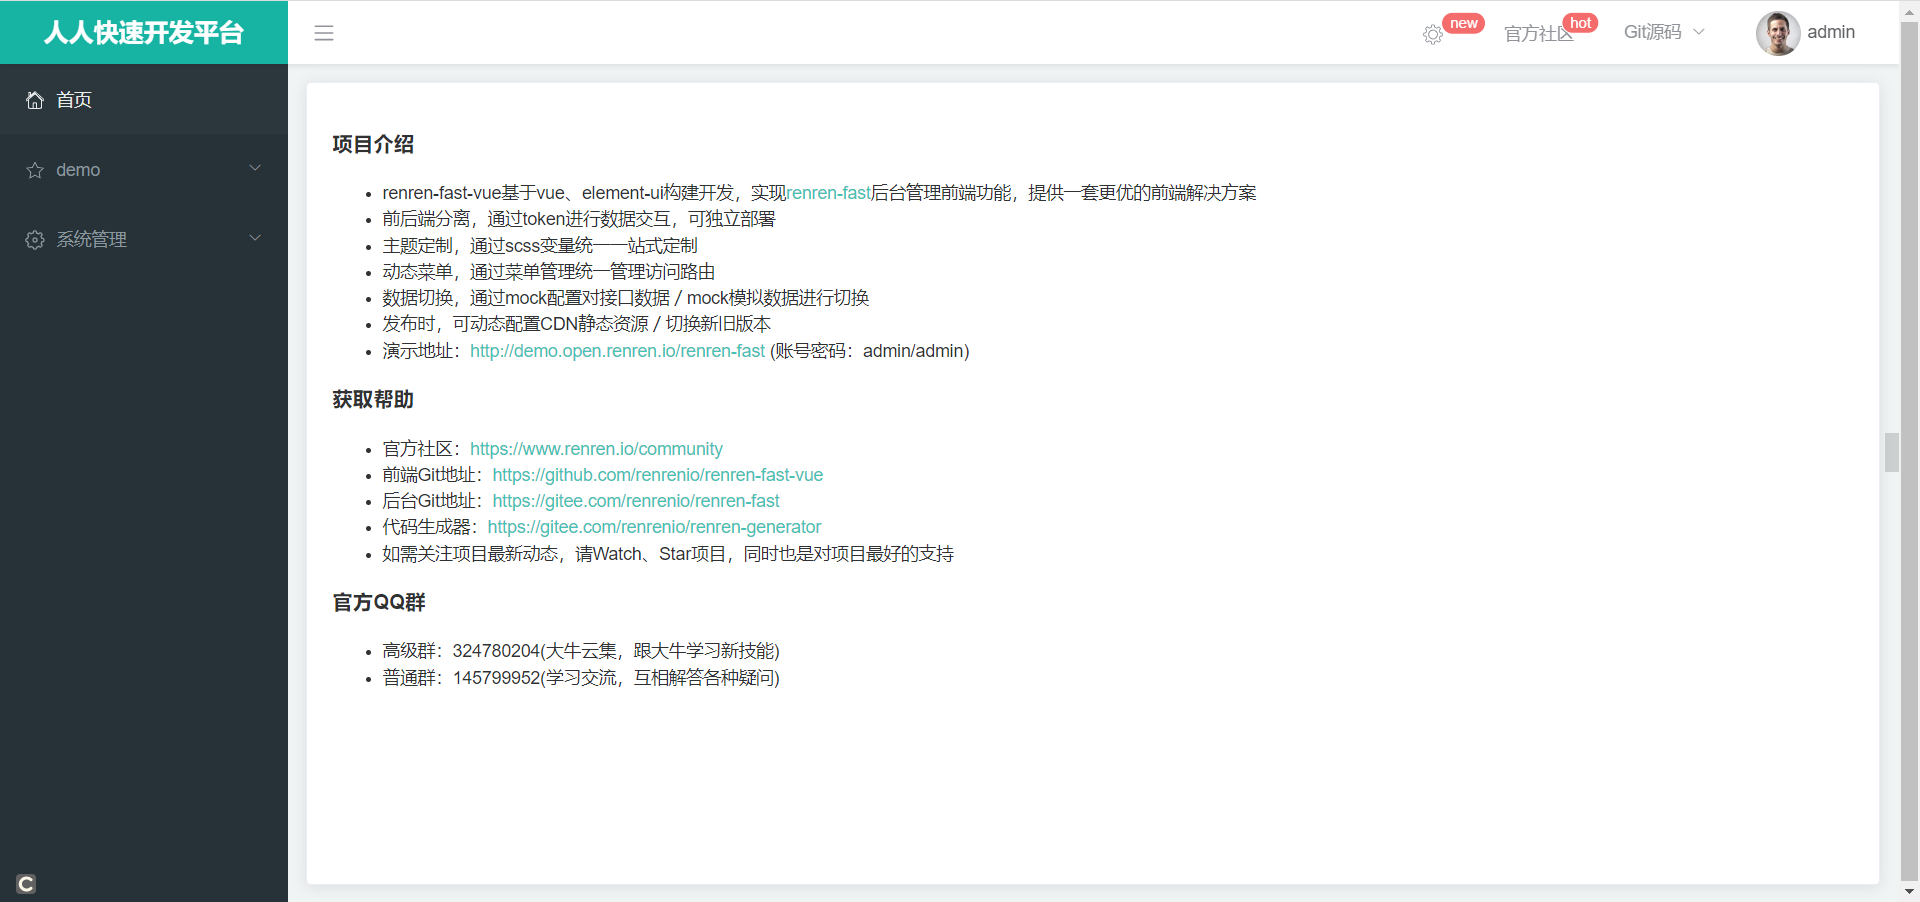 人人快速开发平台
new
官方社区
hot
Git源码
admin
首页
demo
系统管理
项目介绍
renren-fast-vue基于vue、element-ui构建开发，实现renren-fast后台管理前端功能，提供一套更优的前端解决方案
前后端分离，通过token进行数据交互，可独立部署
主题定制，通过scss变量统一一站式定制
动态菜单，通过菜单管理统一管理访问路由
数据切换，通过mock配置对接口数据／mock模拟数据进行切换
发布时，可动态配置CDN静态资源／切换新旧版本
演示地址：http://demo.open.renren.io/renren-fast (账号密码：admin/admin)
获取帮助
官方社区：https://www.renren.io/community
前端Git地址：https://github.com/renrenio/renren-fast-vue
后台Git地址：https://gitee.com/renrenio/renren-fast
代码生成器：https://gitee.com/renrenio/renren-generator
如需关注项目最新动态，请Watch、Star项目，同时也是对项目最好的支持
官方QQ群
高级群：324780204(大牛云集，跟大牛学习新技能)
普通群：145799952(学习交流，互相解答各种疑问)
C